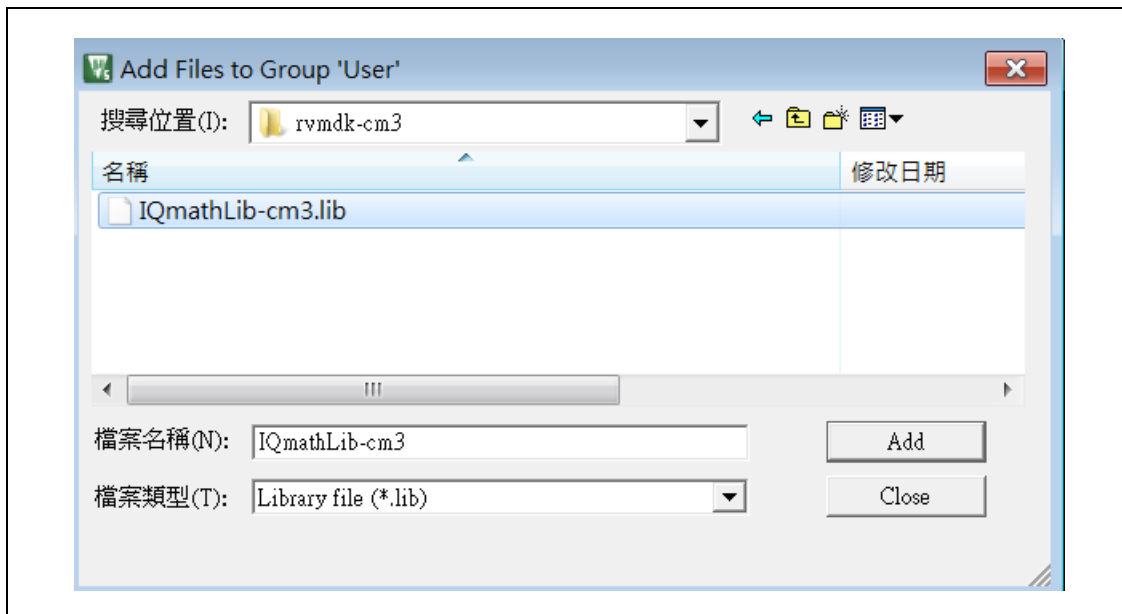 Add Files to Group 'User'
搜尋位置(I): rvmdk-cm3
名稱 修改日期
IQmathLib-cm3.lib
檔案名稱(N): IQmathLib-cm3 Add
檔案類型(T): Library file (*.lib) Close